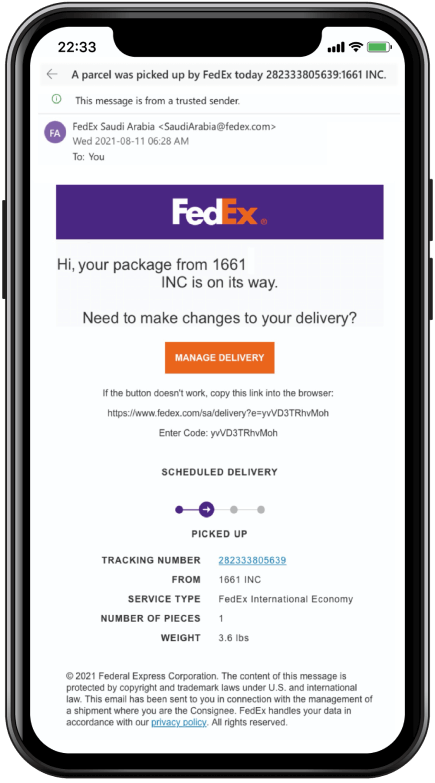 22:33
A parcel was picked up by FedEx today 282333805639:1661 INC.
This message is from a trusted sender.
FA
FedEx Saudi Arabia <SaudiArabia@fedex.com>
Wed 2021-08-11 06:28 AM
To: You
FedEx®
Hi, your package from 1661
INC is on its way.
Need to make changes to your delivery?
MANAGE DELIVERY
If the button doesn't work, copy this link into the browser:
https://www.fedex.com/sa/delivery?e=yvVD3TRhvMoh
Enter Code: yvVD3TRhvMoh
SCHEDULED DELIVERY
PICKED UP
TRACKING NUMBER 282333805639
FROM 1661 INC
SERVICE TYPE FedEx International Economy
NUMBER OF PIECES 1
WEIGHT 3.6 lbs
© 2021 Federal Express Corporation. The content of this message is
protected by copyright and trademark laws under U.S. and international
law. This email has been sent to you in connection with the management of
a shipment where you are the Consignee. FedEx handles your data in
accordance with our privacy policy. All rights reserved.